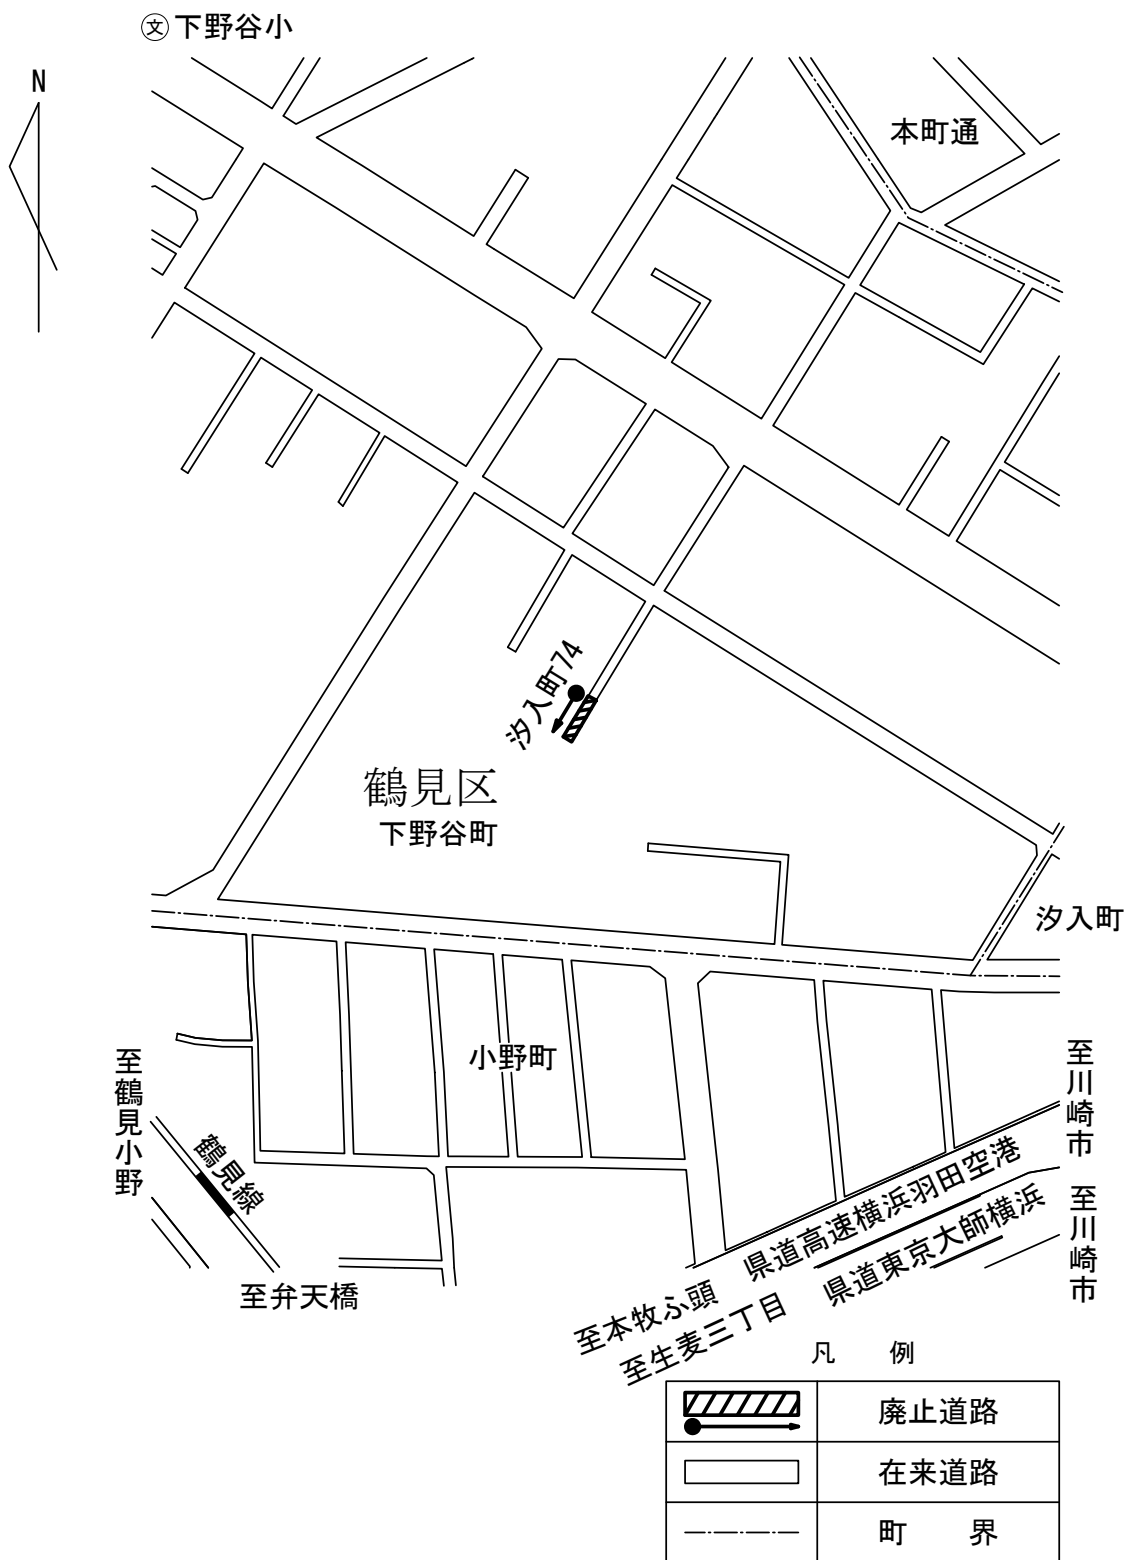 文下野谷小
N
本町通
汐入町74
鶴見区
下野谷町
汐入町
小野町
至鶴見小野
鶴見線
至弁天橋
至川崎市
至川崎市
至本牧ふ頭 県道高速横浜羽田空港
至生麦三丁目 県道東京大師横浜
凡 例
廃止道路
在来道路
町 界